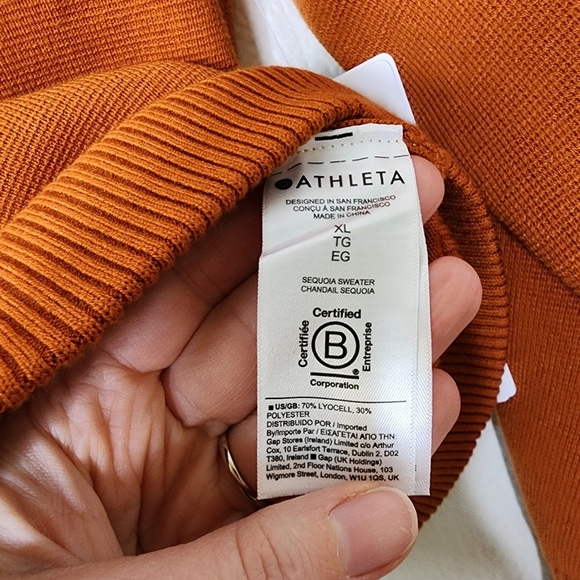 ATHLETA
DESIGNED IN SAN FRANCISCO
CONÇU À SAN FRANCISCO
MADE IN CHINA
XL
TG
EG
SEQUOIA SWEATER
CHANDAIL SEQUOIA
Certified
Certifiée
B
Entreprise
®
Corporation
■ US/GB: 70% LYOCELL, 30%
POLYESTER
DISTRIBUIDO POR / Imported
By/Importe Par / ΕΙΣΑΓΕΤΑΙ ΑΠΟ ΤΗΝ
Gap Stores (Ireland) Limited c/o Arthur
Cox, 10 Earlsfort Terrace, Dublin 2, D02
T380, Ireland ■ Gap (UK Holdings)
Limited, 2nd Floor Nations House, 103
Wigmore Street, London, W1U 1QS, UK